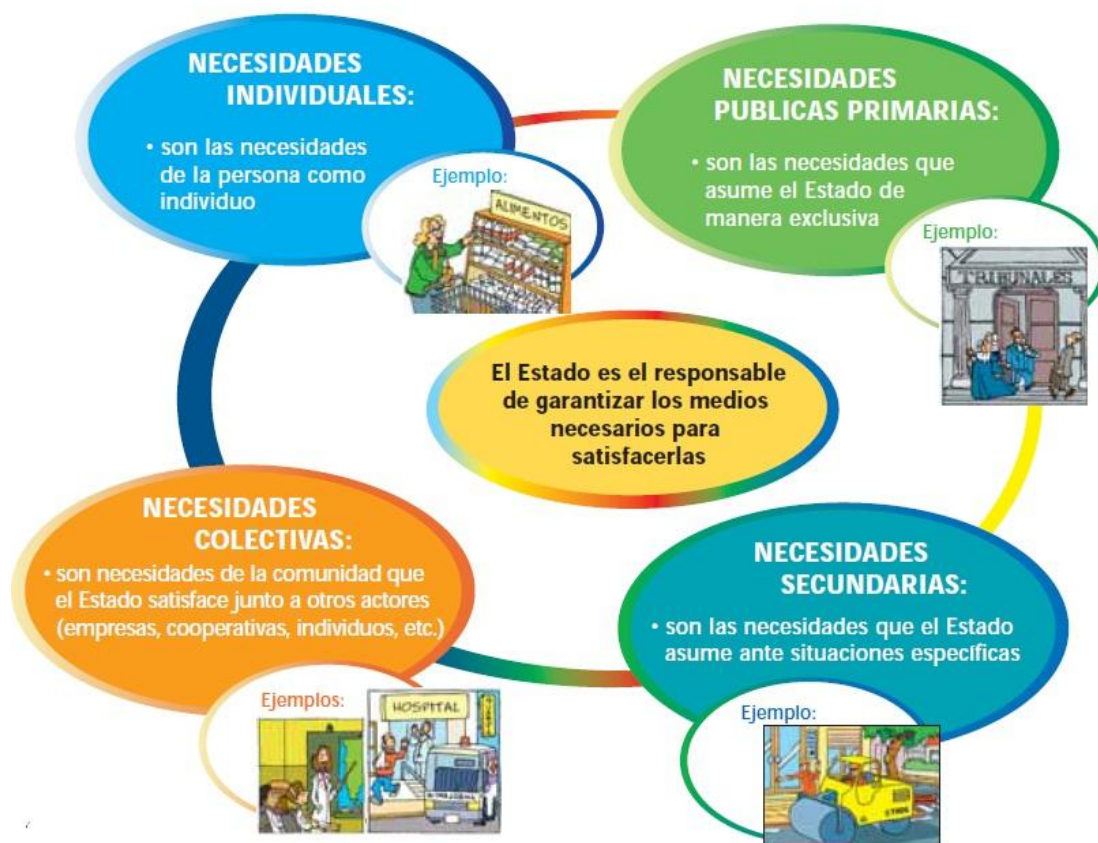 NECESIDADES
INDIVIDUALES:
• son las necesidades
de la persona como
individuo
Ejemplo:
ALIMENTOS
NECESIDADES
PUBLICAS PRIMARIAS:
• son las necesidades que
asume el Estado de
manera exclusiva
Ejemplo:
TRIBUNALES
El Estado es el responsable
de garantizar los medios
necesarios para
satisfacerlas
NECESIDADES
COLECTIVAS:
• son necesidades de la comunidad que
el Estado satisface junto a otros actores
(empresas, cooperativas, individuos, etc.)
Ejemplos:
HOSPITAL
NECESIDADES
SECUNDARIAS:
• son las necesidades que el Estado
asume ante situaciones específicas
Ejemplo: